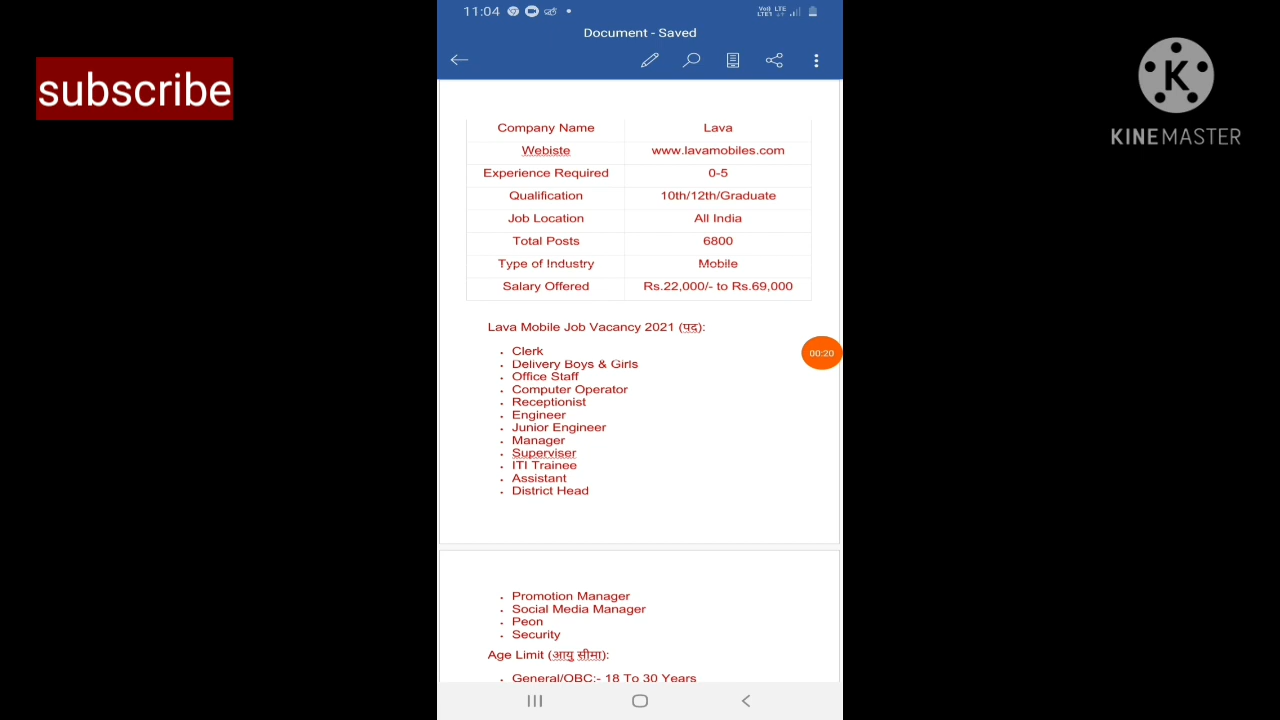 subscribe
11:04
Document - Saved
KINEMASTER
K
Company Name Lava
Webiste www.lavamobiles.com
Experience Required 0-5
Qualification 10th/12th/Graduate
Job Location All India
Total Posts 6800
Type of Industry Mobile
Salary Offered Rs.22,000/- to Rs.69,000
Lava Mobile Job Vacancy 2021 (पद):
00:20
• Clerk
• Delivery Boys & Girls
• Office Staff
• Computer Operator
• Receptionist
• Engineer
• Junior Engineer
• Manager
• Superviser
• ITI Trainee
• Assistant
• District Head
• Promotion Manager
• Social Media Manager
• Peon
• Security
Age Limit (आयु सीमा):
• General/OBC:- 18 To 30 Years